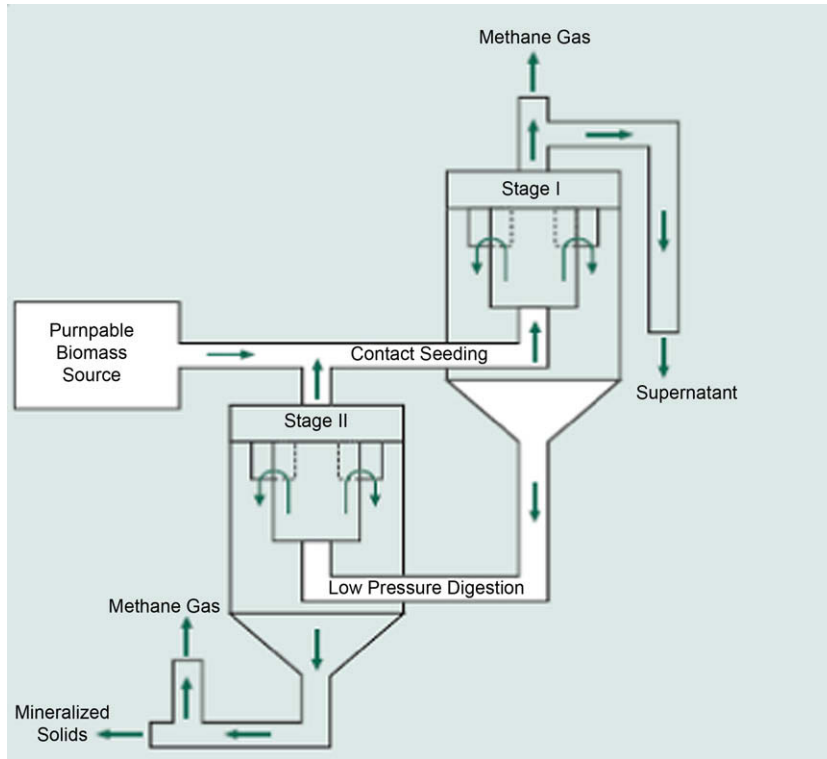 Methane Gas
Stage I
Purnpable
Biomass
Source
Contact Seeding
Supernatant
Stage II
Low Pressure Digestion
Methane Gas
Mineralized
Solids